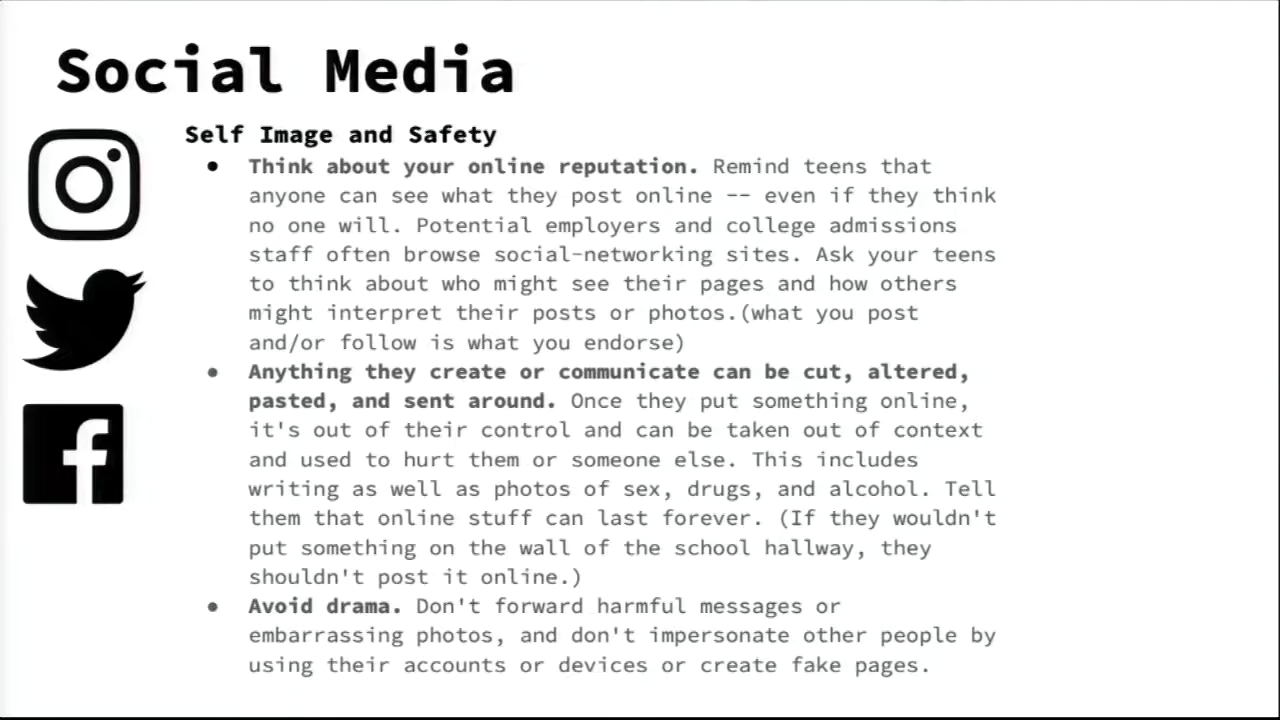 Social Media
Self Image and Safety
● Think about your online reputation. Remind teens that
anyone can see what they post online -- even if they think
no one will. Potential employers and college admissions
staff often browse social-networking sites. Ask your teens
to think about who might see their pages and how others
might interpret their posts or photos.(what you post
and/or follow is what you endorse)
● Anything they create or communicate can be cut, altered,
pasted, and sent around. Once they put something online,
it's out of their control and can be taken out of context
and used to hurt them or someone else. This includes
writing as well as photos of sex, drugs, and alcohol. Tell
them that online stuff can last forever. (If they wouldn't
put something on the wall of the school hallway, they
shouldn't post it online.)
● Avoid drama. Don't forward harmful messages or
embarrassing photos, and don't impersonate other people by
using their accounts or devices or create fake pages.